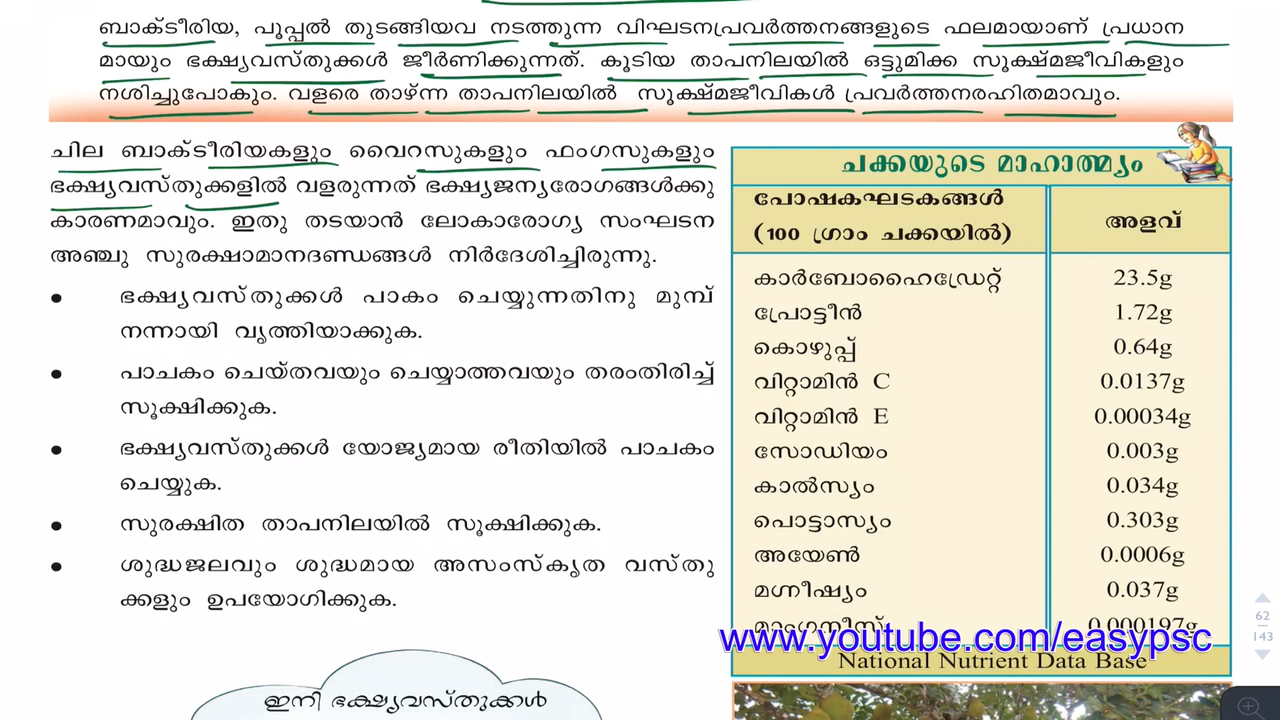 ബാക്ടീരിയ, പൂപ്പൽ തുടങ്ങിയവ നടത്തുന്ന വിഘടനപ്രവർത്തനങ്ങളുടെ ഫലമായാണ് പ്രധാന
മായും ഭക്ഷ്യവസ്തുക്കൾ ജീർണിക്കുന്നത്. കൂടിയ താപനിലയിൽ ഒട്ടുമിക്ക സൂക്ഷ്മജീവികളും
നശിച്ചുപോകും. വളരെ താഴ്ന്ന താപനിലയിൽ സൂക്ഷ്മജീവികൾ പ്രവർത്തനരഹിതമാവും.
ചില ബാക്ടീരിയകളും വൈറസുകളും ഫംഗസുകളും
ഭക്ഷ്യവസ്തുക്കളിൽ വളരുന്നത് ഭക്ഷ്യജന്യരോഗങ്ങൾക്കു
കാരണമാവും. ഇതു തടയാൻ ലോകാരോഗ്യ സംഘടന
അഞ്ചു സുരക്ഷാമാനദണ്ഡങ്ങൾ നിർദേശിച്ചിരുന്നു.
● ഭക്ഷ്യവസ്തുക്കൾ പാകം ചെയ്യുന്നതിനു മുമ്പ്
നന്നായി വൃത്തിയാക്കുക.
● പാചകം ചെയ്തവയും ചെയ്യാത്തവയും തരംതിരിച്ച്
സൂക്ഷിക്കുക.
● ഭക്ഷ്യവസ്തുക്കൾ യോജ്യമായ രീതിയിൽ പാചകം
ചെയ്യുക.
● സുരക്ഷിത താപനിലയിൽ സൂക്ഷിക്കുക.
● ശുദ്ധജലവും ശുദ്ധമായ അസംസ്കൃത വസ്തു
ക്കളും ഉപയോഗിക്കുക.
ഇനി ഭക്ഷ്യവസ്തുക്കൾ
ചക്കയുടെ മാഹാത്മ്യം
പോഷകഘടകങ്ങൾ
(100 ഗ്രാം ചക്കയിൽ) അളവ്
കാർബോഹൈഡ്രേറ്റ് 23.5g
പ്രോട്ടീൻ 1.72g
കൊഴുപ്പ് 0.64g
വിറ്റാമിൻ C 0.0137g
വിറ്റാമിൻ E 0.00034g
സോഡിയം 0.003g
കാൽസ്യം 0.034g
പൊട്ടാസ്യം 0.303g
അയേൺ 0.0006g
മഗ്നീഷ്യം 0.037g
മാംഗനീസ് 0.000197g
www.youtube.com/easypsc
National Nutrient Data Base
62
143